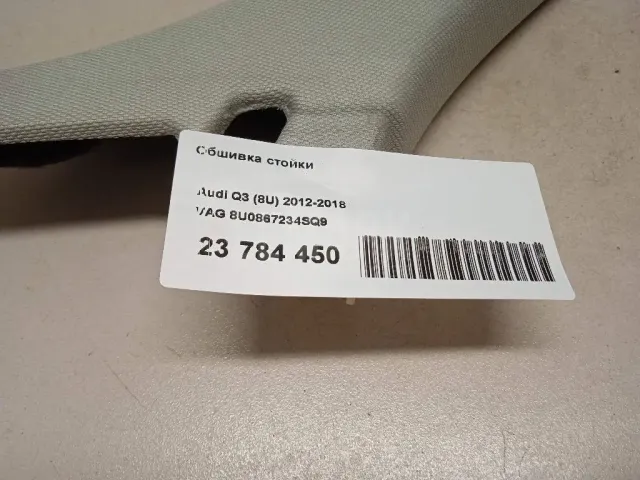 Обшивка стойки
Audi Q3 (8U) 2012-2018
VAG 8U0867234SQ9
23 784 450